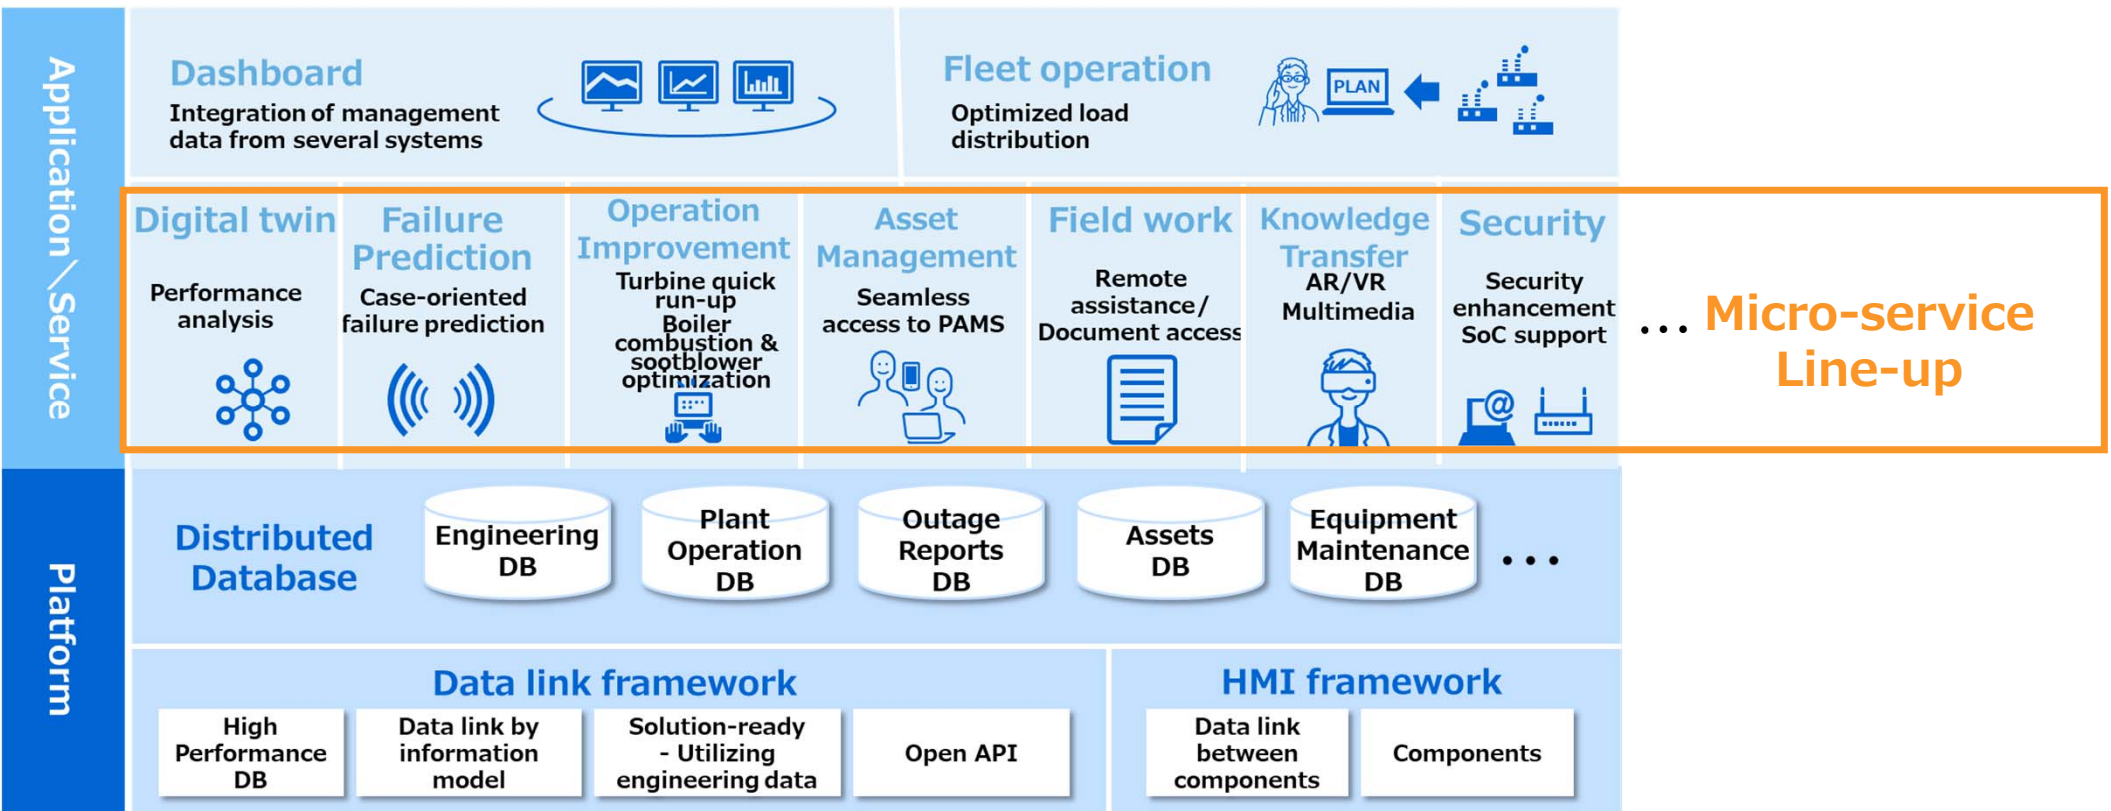 Application／Service
Dashboard
Integration of management
data from several systems
Fleet operation
Optimized load
distribution
PLAN
Digital twin
Performance
analysis
Failure
Prediction
Case-oriented
failure prediction
Operation
Improvement
Turbine quick
run-up
Boiler
combustion &
sootblower
optimization
Asset
Management
Seamless
access to PAMS
Field work
Remote
assistance/
Document access
Knowledge
Transfer
AR/VR
Multimedia
Security
Security
enhancement
SoC support
@
... Micro-service
Line-up
Platform
Distributed
Database
Engineering
DB
Plant
Operation
DB
Outage
Reports
DB
Assets
DB
Equipment
Maintenance
DB
...
Data link framework
High
Performance
DB
Data link by
information
model
Solution-ready
- Utilizing
engineering data
Open API
HMI framework
Data link
between
components
Components